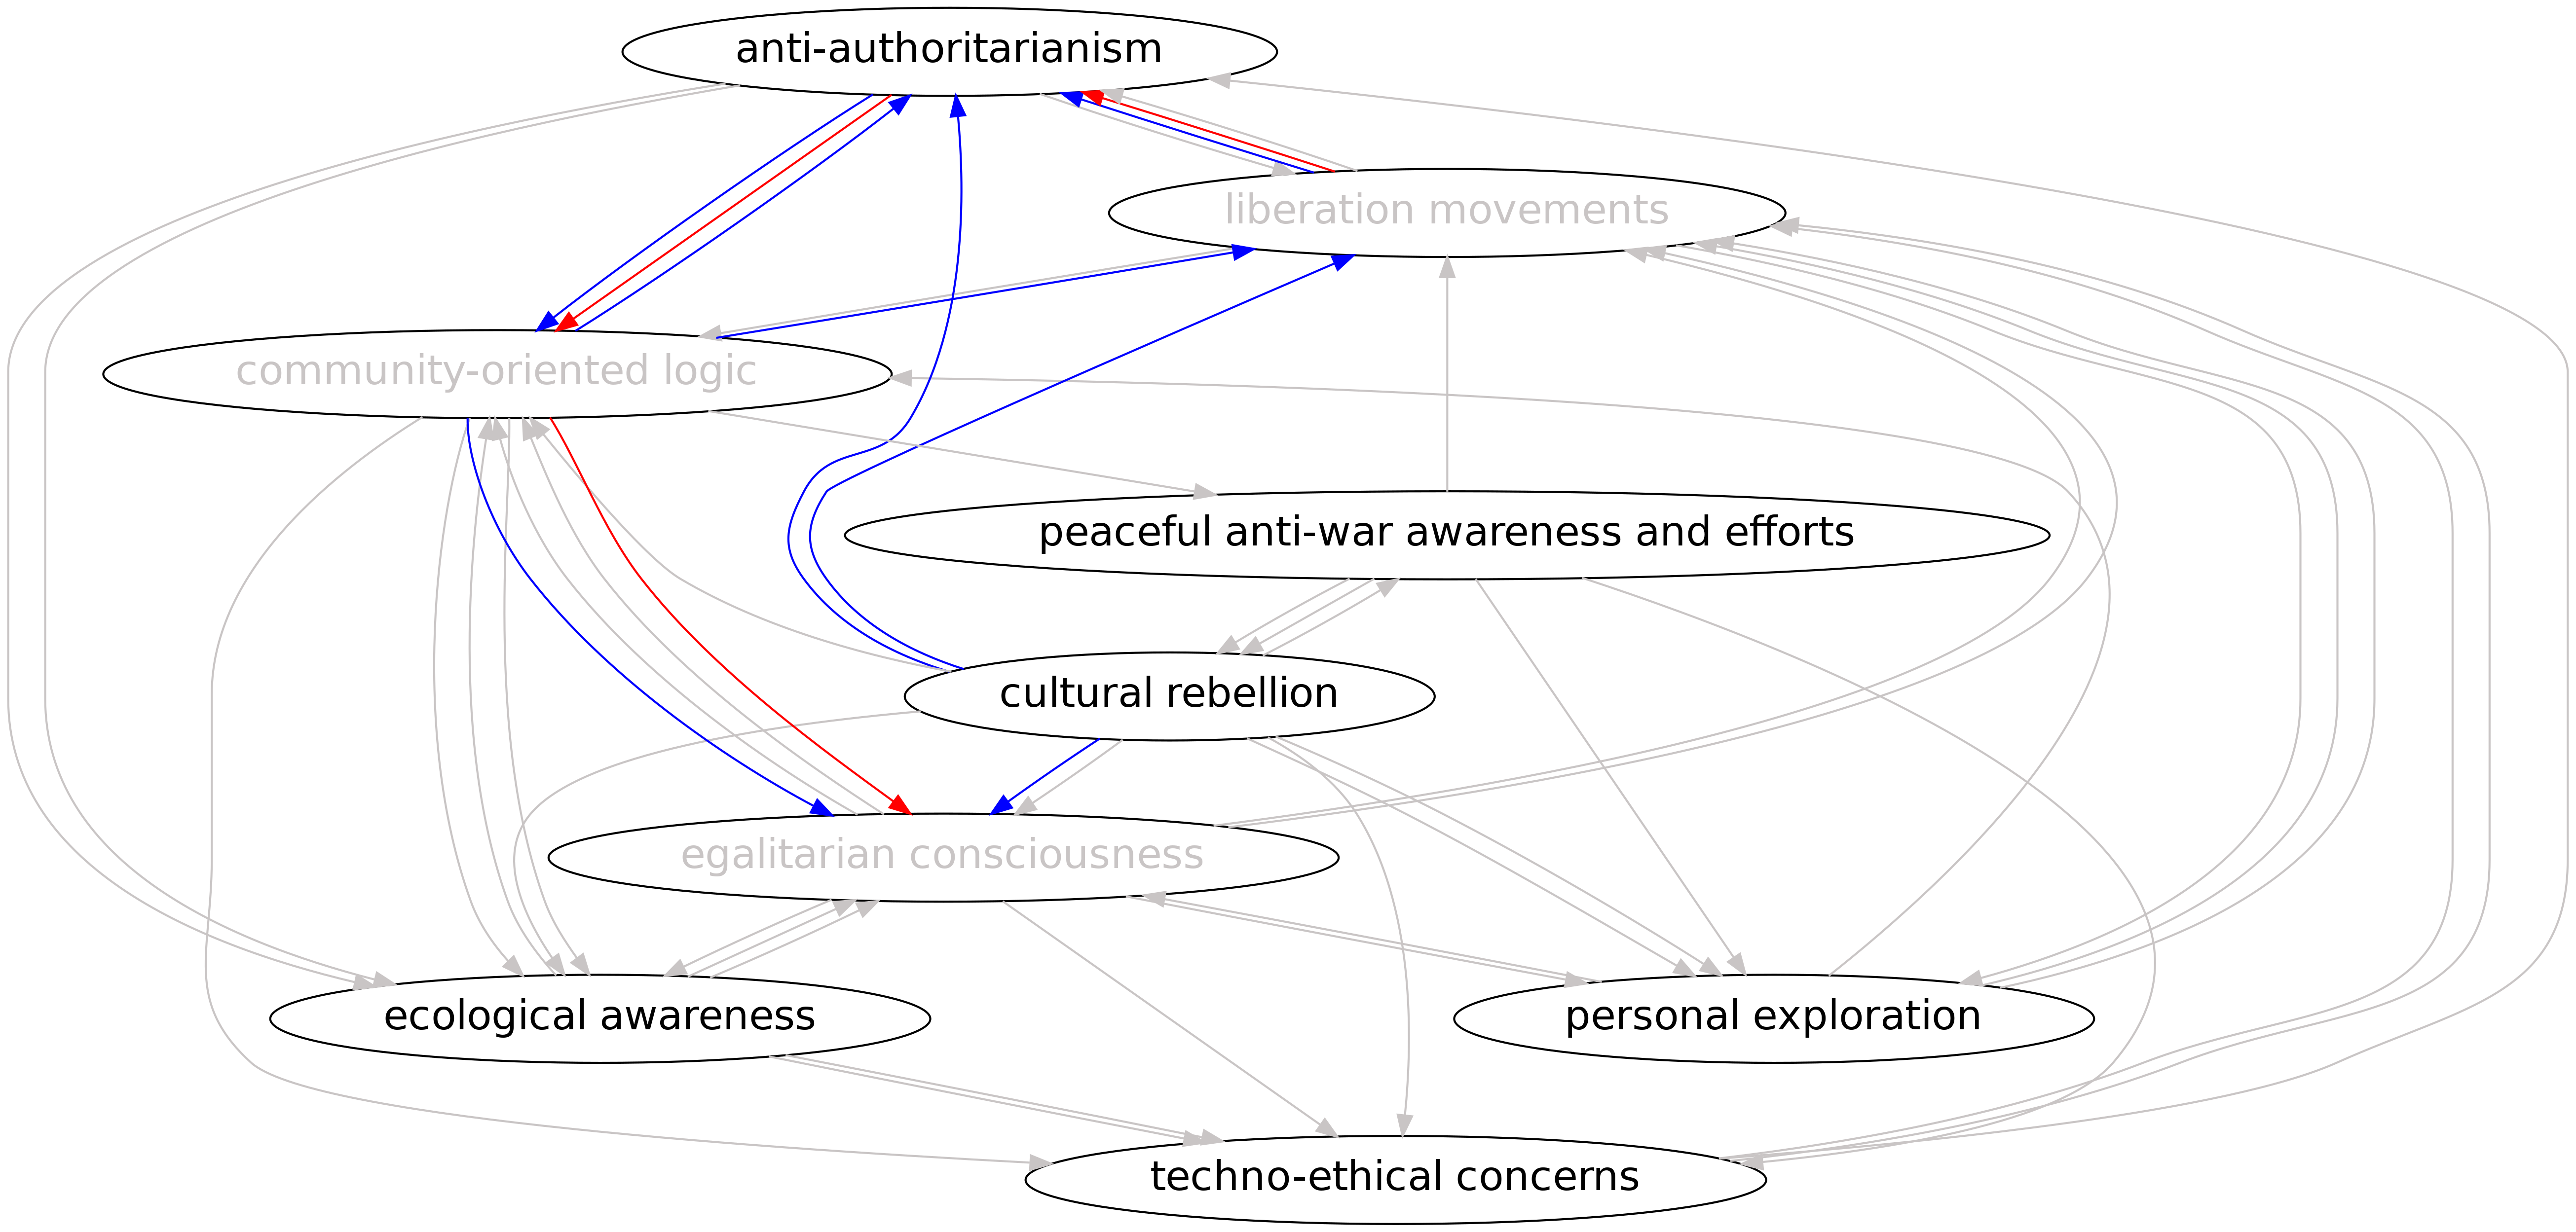 anti-authoritarianism
liberation movements
community-oriented logic
peaceful anti-war awareness and efforts
cultural rebellion
egalitarian consciousness
ecological awareness
personal exploration
techno-ethical concerns